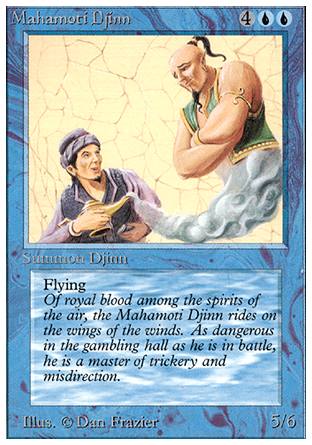 Mahamoti Djinn 4
Summon Djinn
Flying
Of royal blood among the spirits of
the air, the Mahamoti Djinn rides on
the wings of the winds. As dangerous
in the gambling hall as he is in battle,
he is a master of trickery and
misdirection.
Illus. © Dan Frazier 5/6